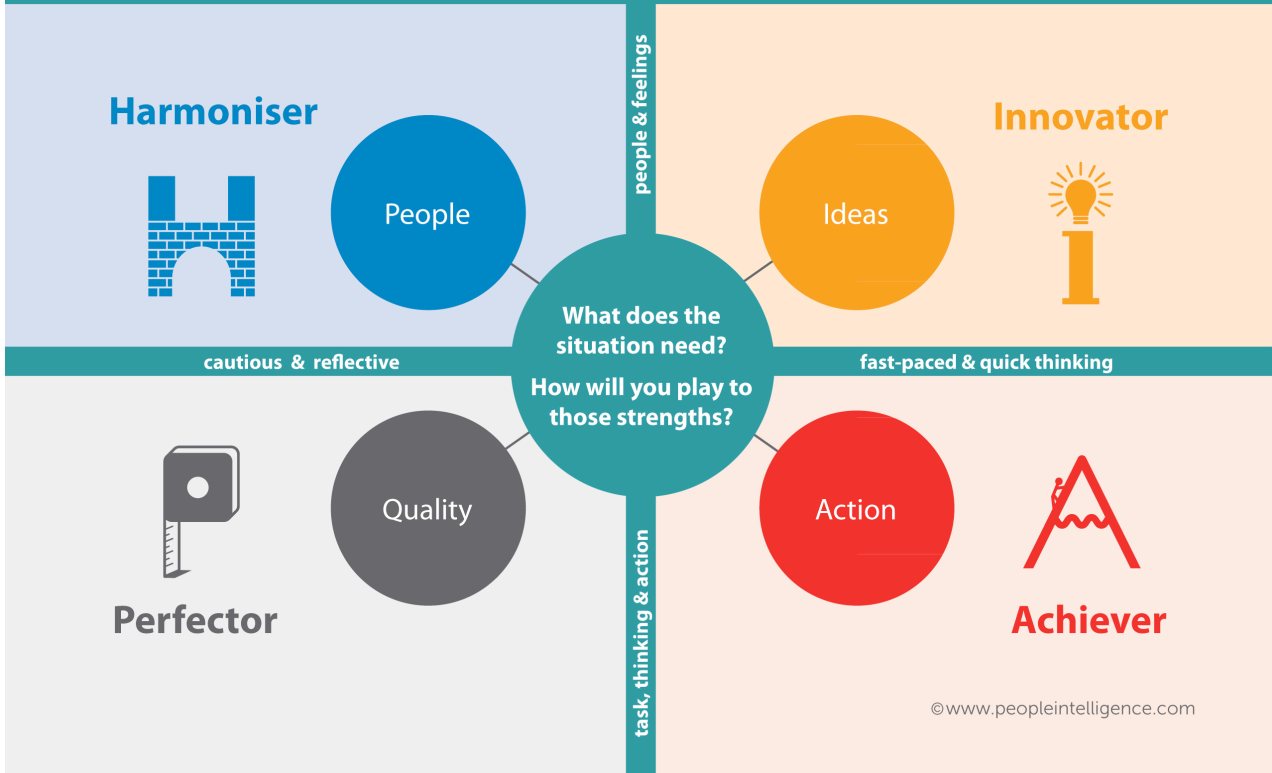 people & feelings
Harmoniser
People
Innovator
Ideas
What does the
situation need?
How will you play to
those strengths?
cautious & reflective
fast-paced & quick thinking
Quality
Perfector
Action
Achiever
task, thinking & action
©www.peopleintelligence.com